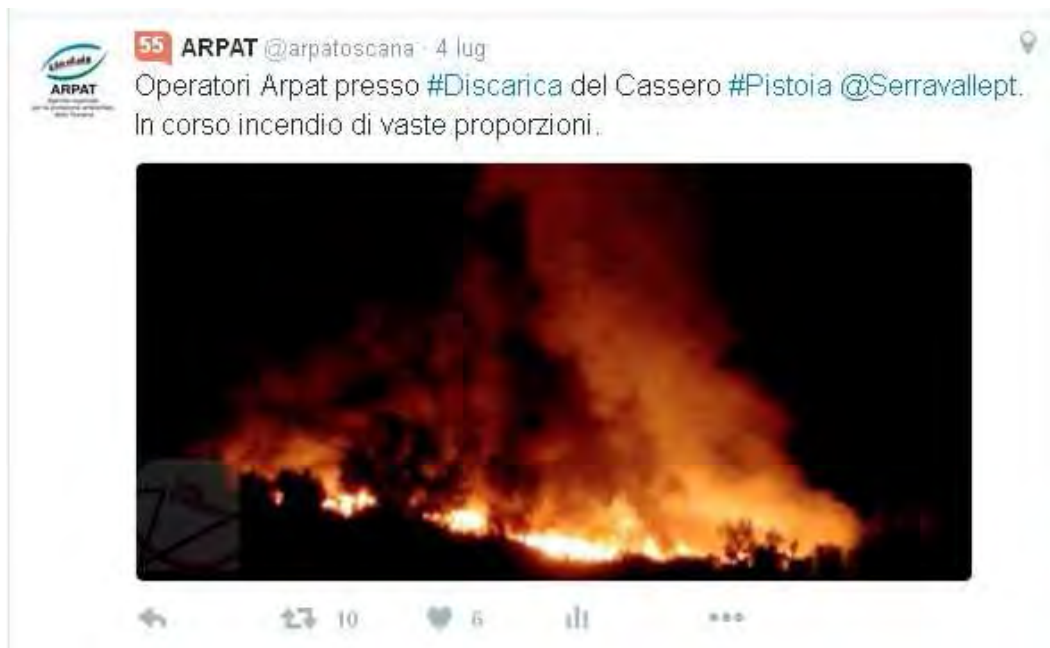 55 ARPAT @arpatoscana · 4 lug
ARPAT
Operatori Arpat presso #Discarica del Cassero #Pistoia @Serravallept.
In corso incendio di vaste proporzioni.
10 6